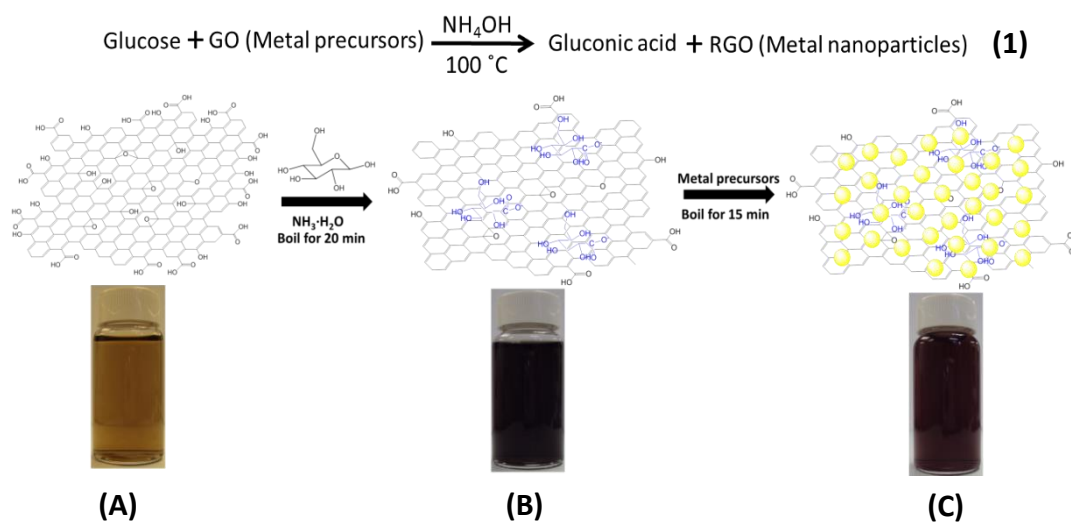 NH₄OH
Glucose + GO (Metal precursors) Gluconic acid + RGO (Metal nanoparticles) (1)
100 ˚C
NH₃·H₂O
Boil for 20 min
Metal precursors
Boil for 15 min
(A) (B) (C)